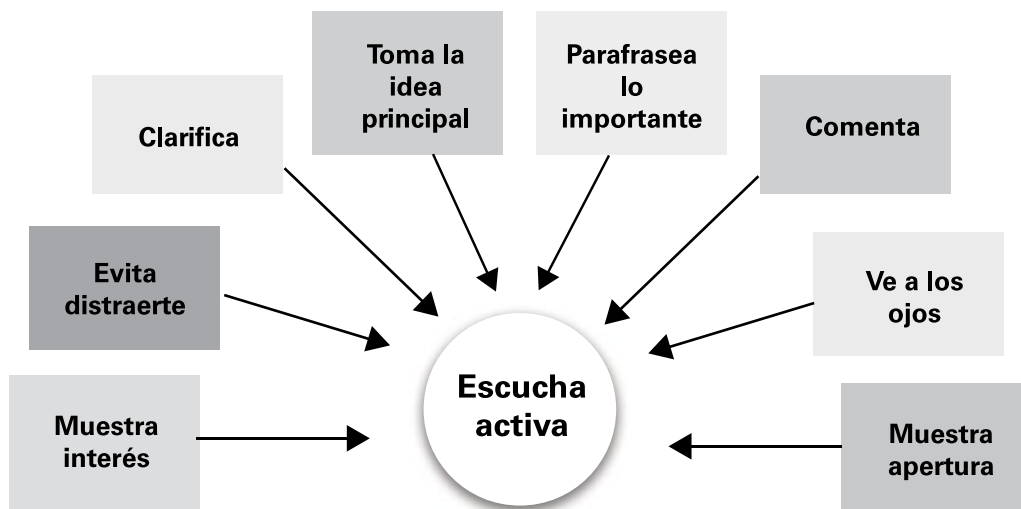 Toma la
idea
principal
Parafrasea
lo
importante
Clarifica
Comenta
Evita
distraerte
Ve a los
ojos
Escucha
activa
Muestra
interés
Muestra
apertura